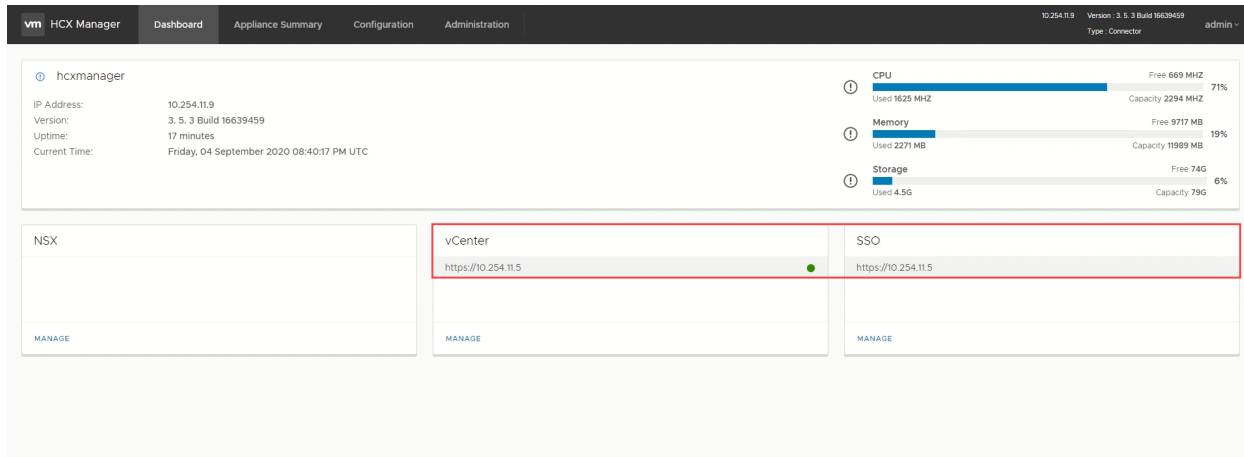 vm HCX Manager Dashboard Appliance Summary Configuration Administration 10.254.11.9 Version : 3. 5. 3 Build 16639459 admin
Type : Connector
hcxmanager
IP Address: 10.254.11.9
Version: 3. 5. 3 Build 16639459
Uptime: 17 minutes
Current Time: Friday, 04 September 2020 08:40:17 PM UTC
CPU Free 669 MHZ
71%
Used 1625 MHZ Capacity 2294 MHZ
Memory Free 9717 MB
19%
Used 2271 MB Capacity 11989 MB
Storage Free 74G
6%
Used 4.5G Capacity 79G
NSX
MANAGE
vCenter
https://10.254.11.5
MANAGE
SSO
https://10.254.11.5
MANAGE